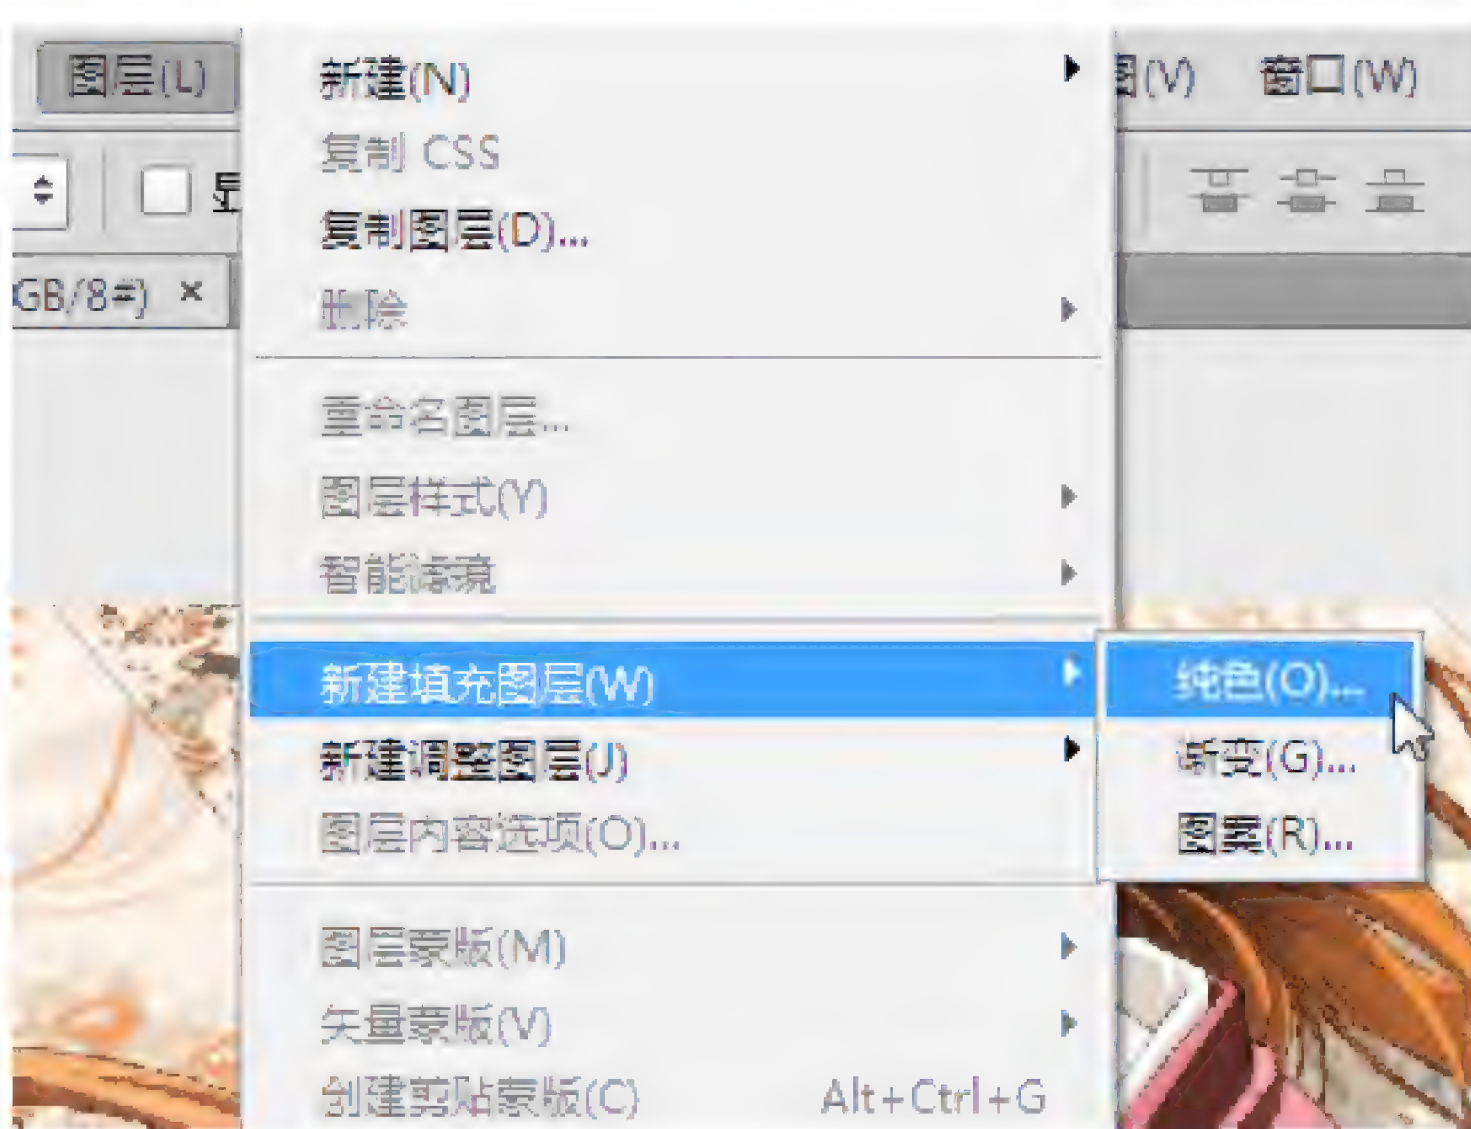 图层(L)
新建(N)
图(V) 窗口(W)
复制 CSS
显
复制图层(D)...
GB/8#) ×
删除
重命名图层...
图层样式(Y)
智能滤镜
新建填充图层(W)
纯色(O)...
新建调整图层(J)
渐变(G)...
图层内容选项(O)...
图案(R)...
图层蒙版(M)
矢量蒙版(V)
创建剪贴蒙版(C) Alt+Ctrl+G